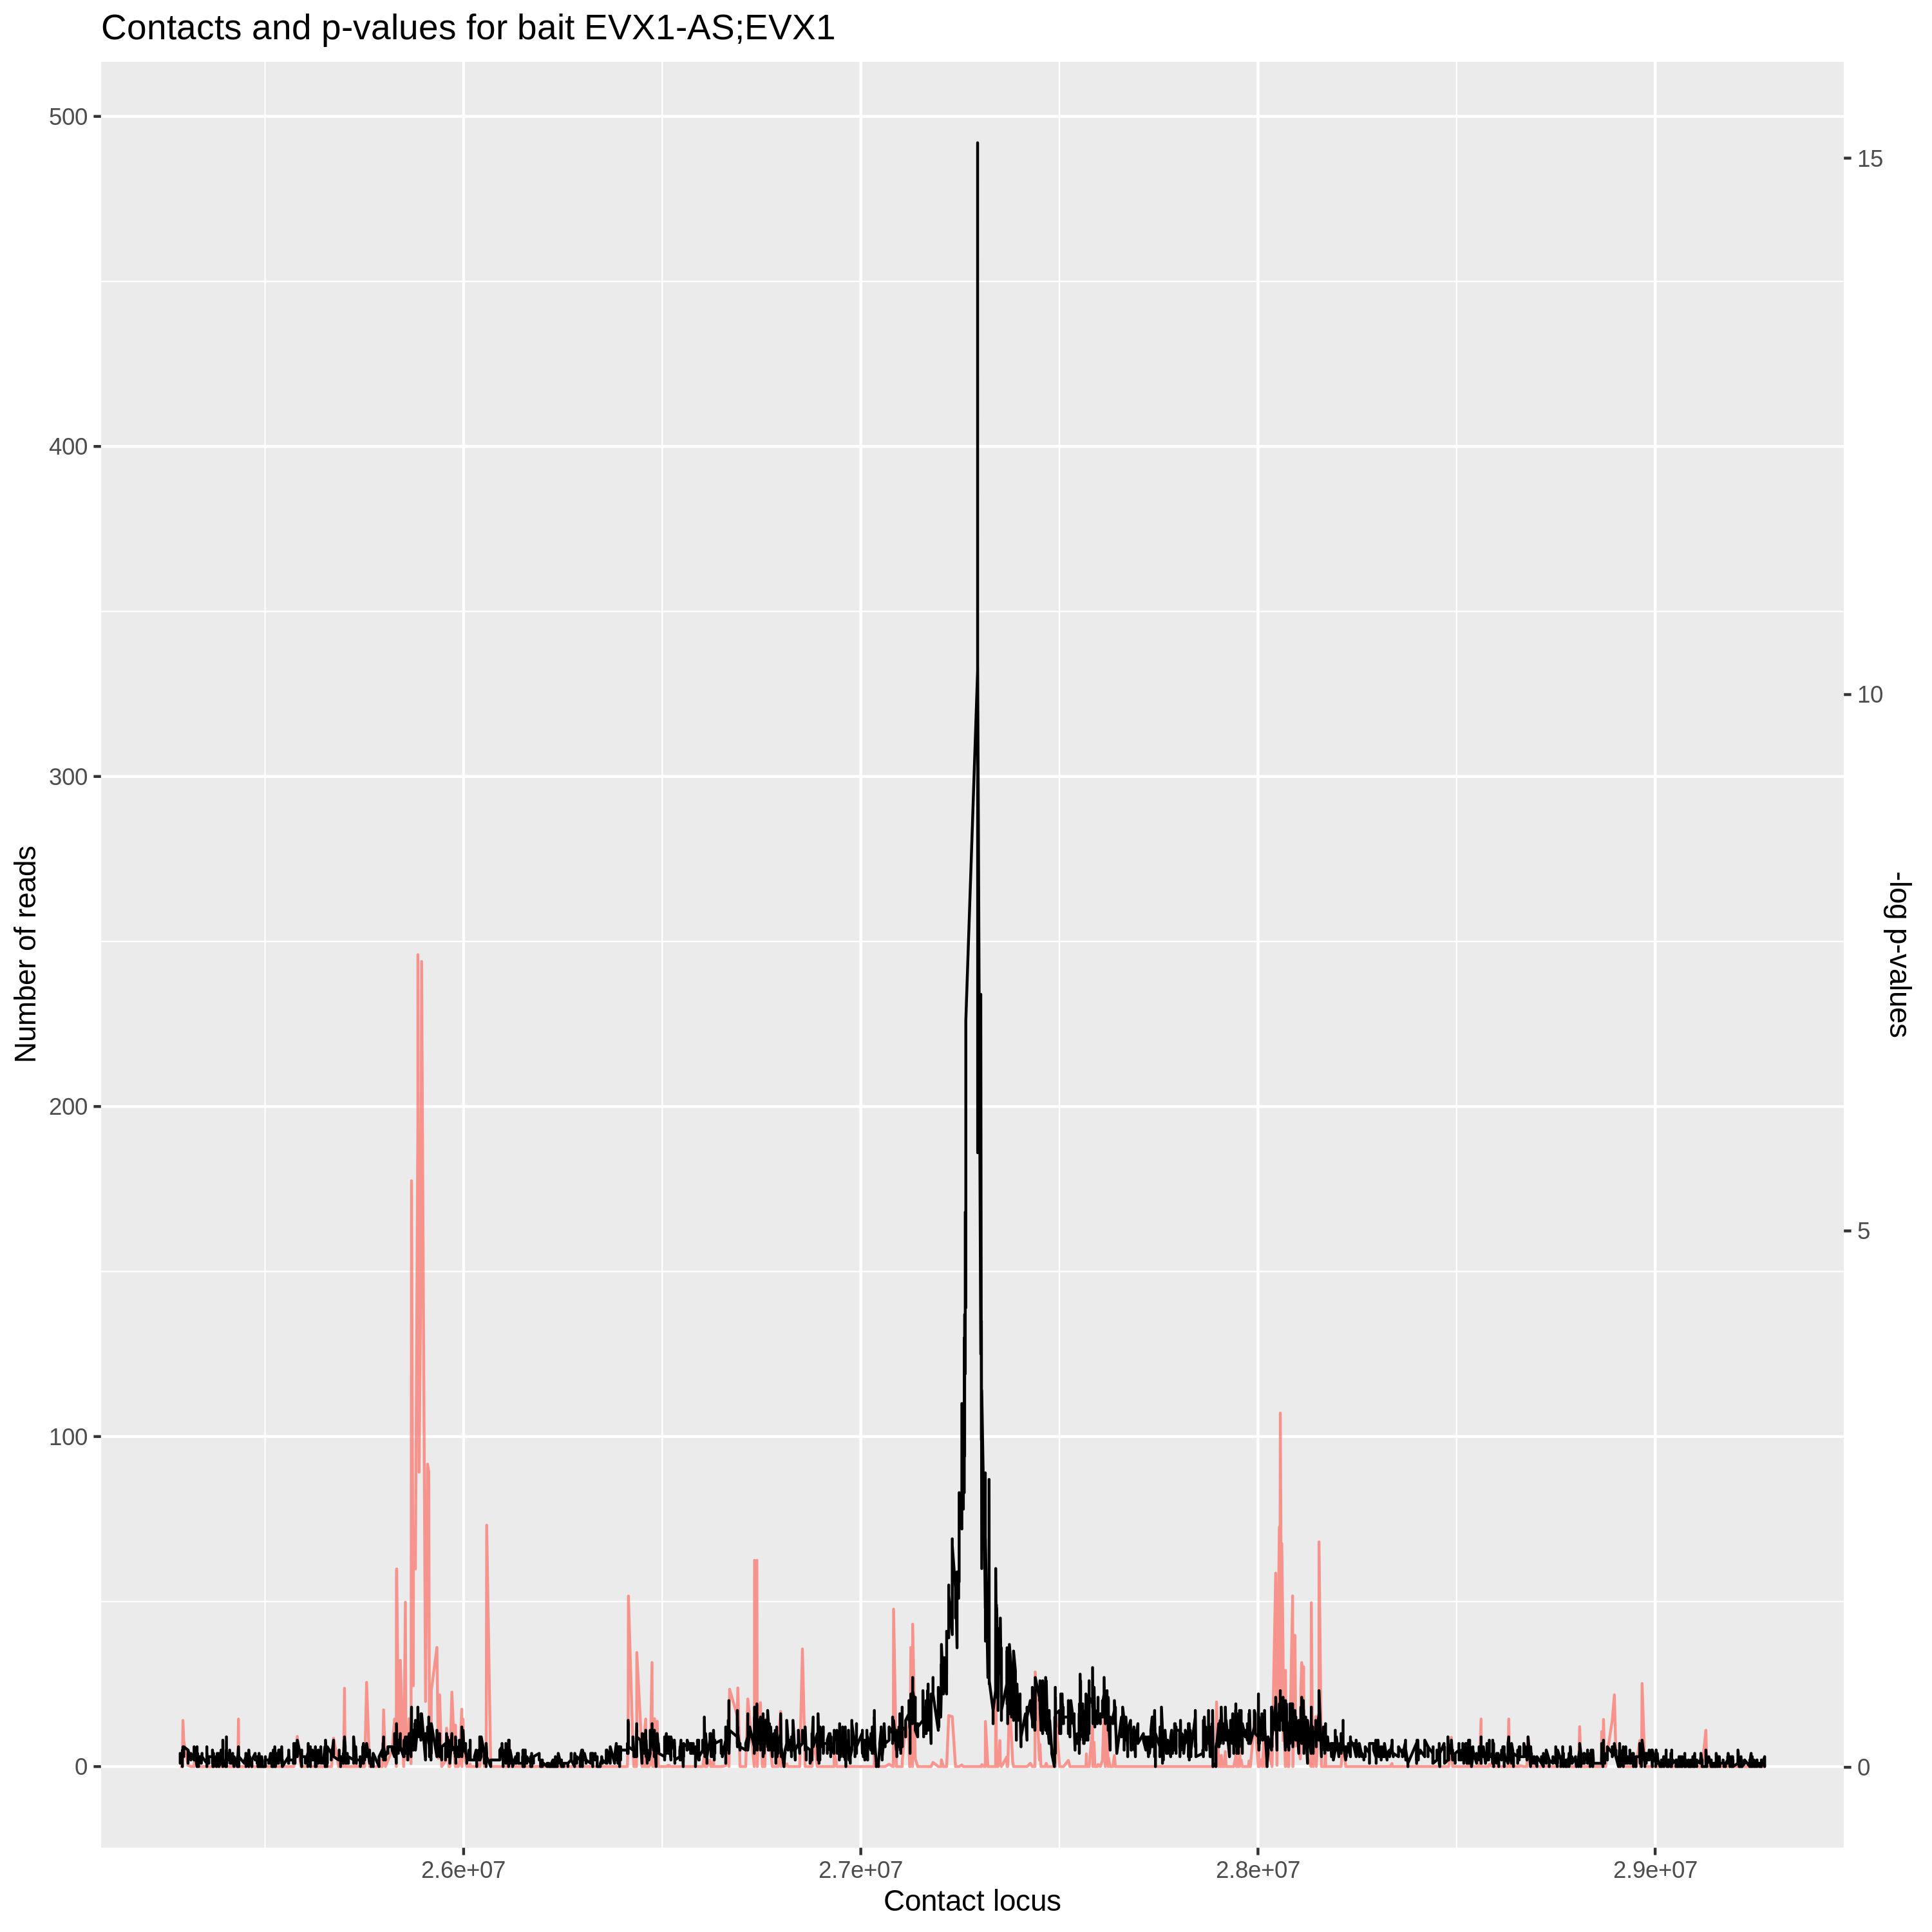 Contacts and p-values for bait EVX1-AS;EVX1
500
400
300
200
100
0
Number of reads
15
10
5
0
-log p-values
2.6e+07
2.7e+07
2.8e+07
2.9e+07
Contact locus